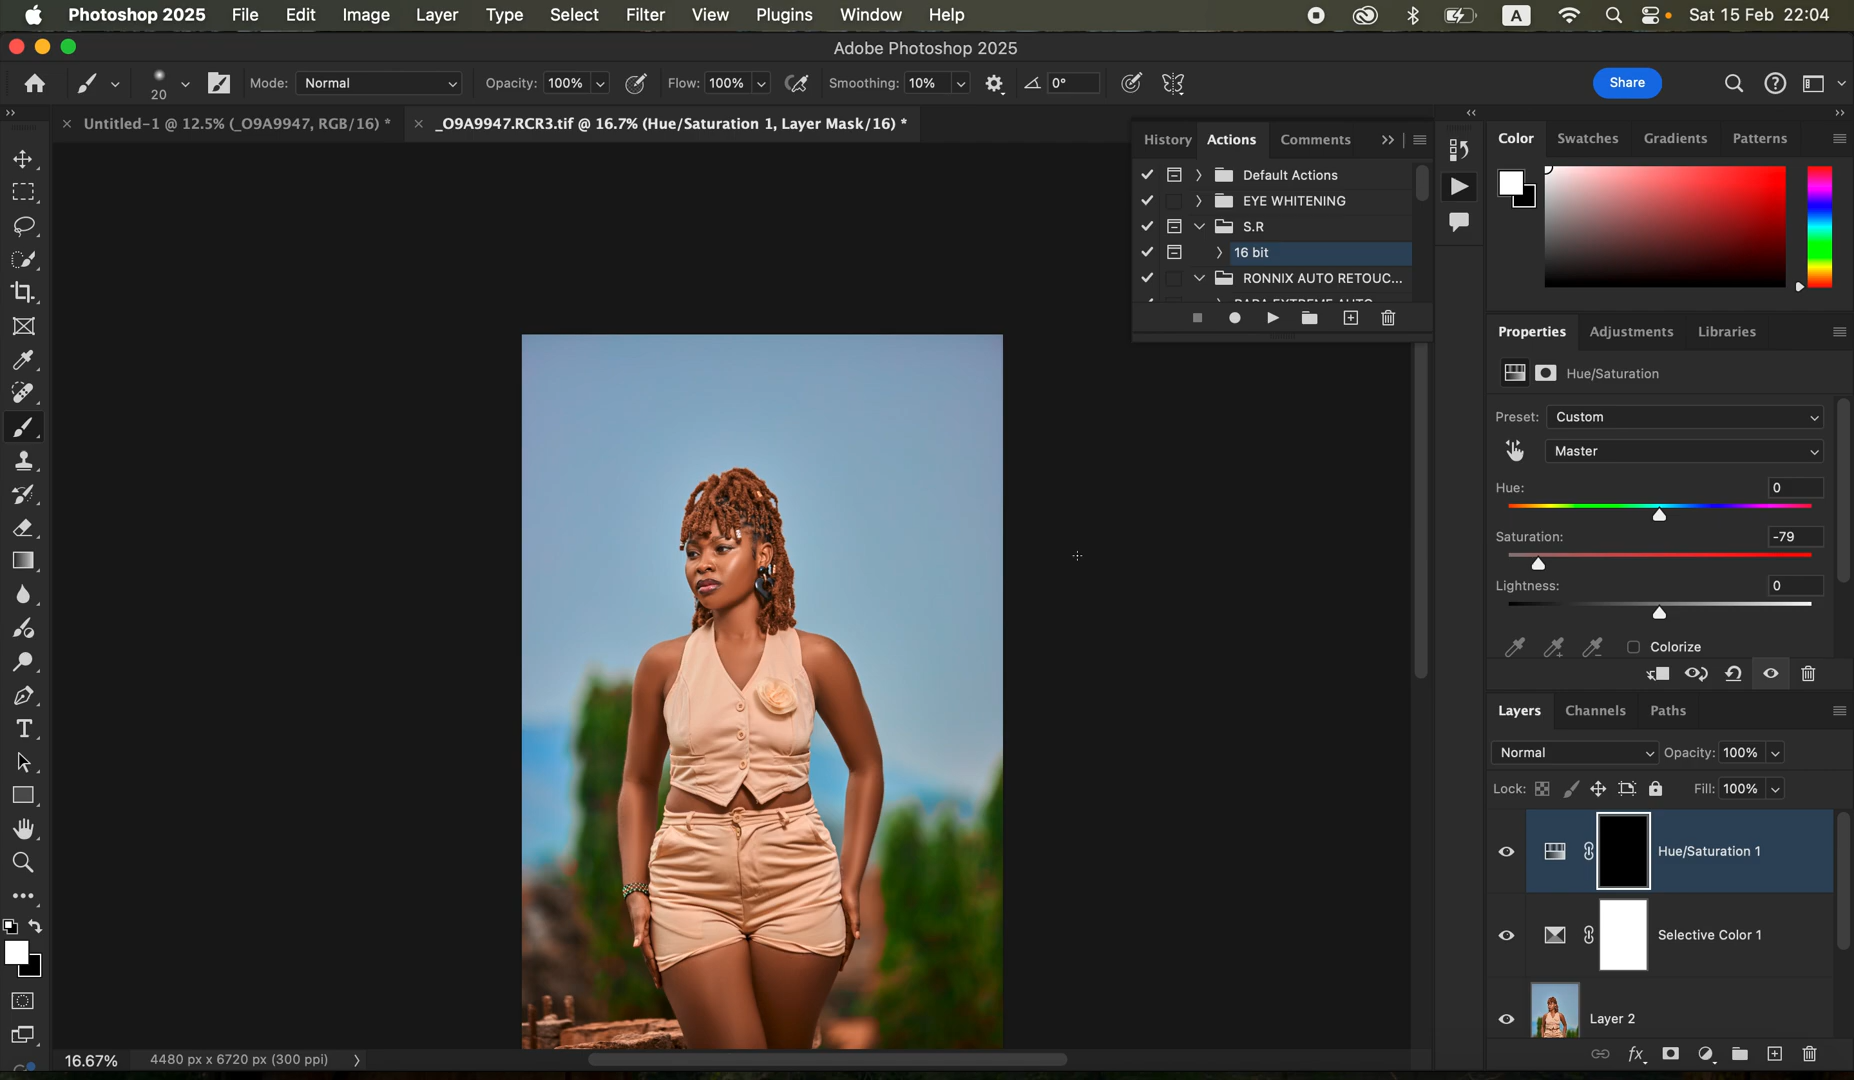 Photoshop 2025 File Edit Image Layer Type Select Filter View Plugins Window Help A Sat 15 Feb 22:04
Adobe Photoshop 2025
20 Mode: Normal Opacity: 100% Flow: 100% Smoothing: 10% 0° Share
Untitled-1 @ 12.5% (_O9A9947, RGB/16) * _O9A9947.RCR3.tif @ 16.7% (Hue/Saturation 1, Layer Mask/16) *
History Actions Comments
Default Actions
EYE WHITENING
S.R
16 bit
RONNIX AUTO RETOUC...
Color Swatches Gradients Patterns
Properties Adjustments Libraries
Hue/Saturation
Preset: Custom
Master
Hue: 0
Saturation: -79
Lightness: 0
Colorize
Layers Channels Paths
Normal Opacity: 100%
Lock: Fill: 100%
Hue/Saturation 1
Selective Color 1
Layer 2
16.67% 4480 px x 6720 px (300 ppi)